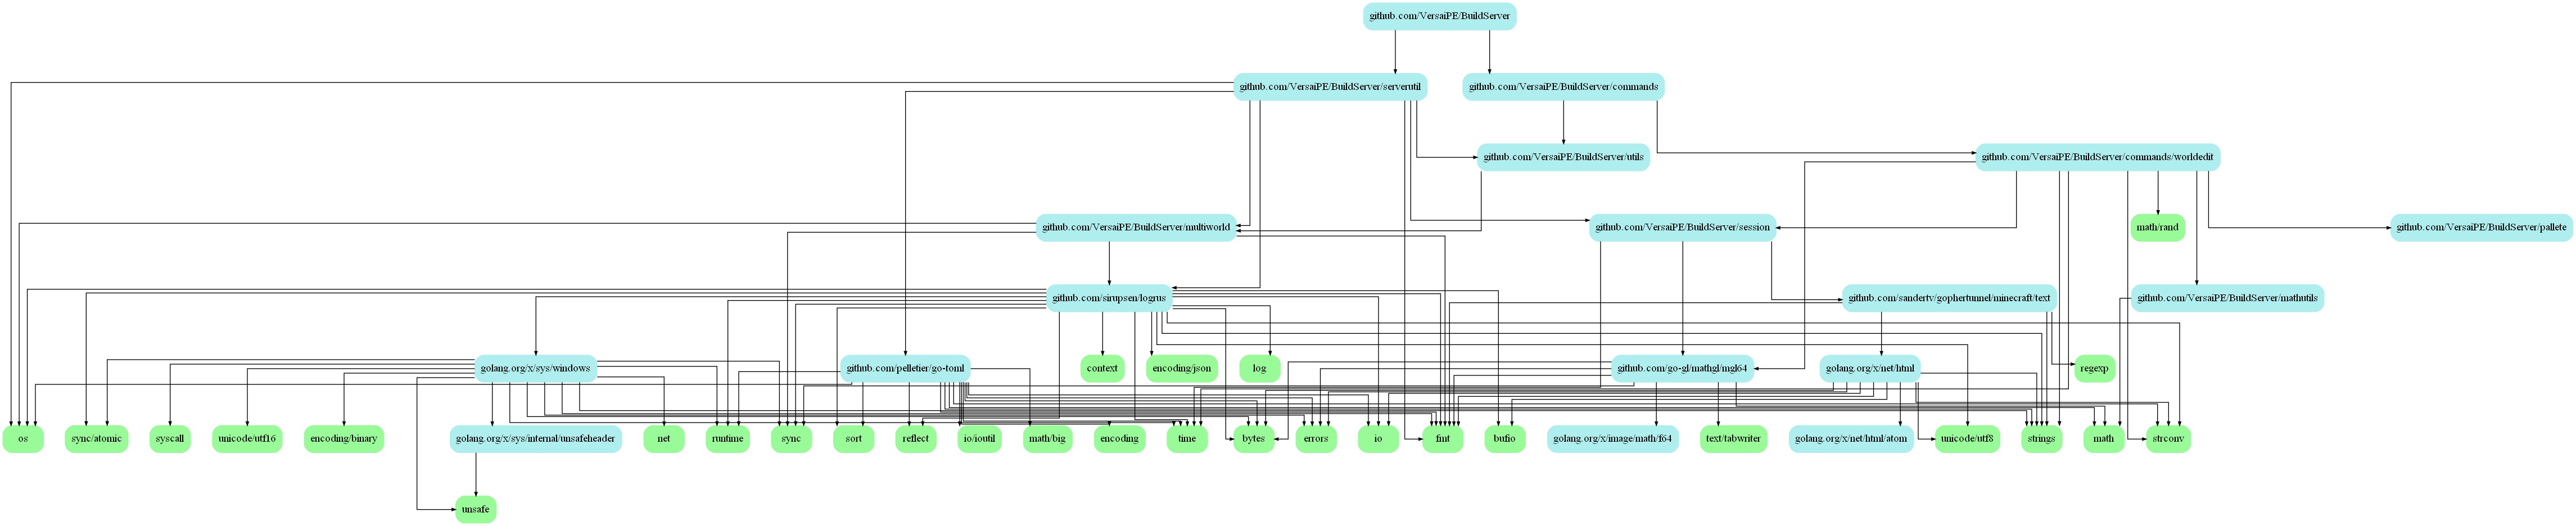 github.com/VersaiPE/BuildServer
github.com/VersaiPE/BuildServer/serverutil
github.com/VersaiPE/BuildServer/commands
github.com/VersaiPE/BuildServer/utils
github.com/VersaiPE/BuildServer/commands/worldedit
github.com/VersaiPE/BuildServer/multiworld
github.com/VersaiPE/BuildServer/session
math/rand
github.com/VersaiPE/BuildServer/pallete
github.com/sirupsen/logrus
github.com/sandertv/gophertunnel/minecraft/text
github.com/VersaiPE/BuildServer/mathutils
golang.org/x/sys/windows
github.com/pelletier/go-toml
context
encoding/json
log
github.com/go-gl/mathgl/mgl64
golang.org/x/net/html
regexp
os
sync/atomic
syscall
unicode/utf16
encoding/binary
golang.org/x/sys/internal/unsafeheader
net
runtime
sync
sort
reflect
io/ioutil
math/big
encoding
time
bytes
errors
io
fmt
bufio
golang.org/x/image/math/f64
text/tabwriter
golang.org/x/net/html/atom
unicode/utf8
strings
math
strconv
unsafe